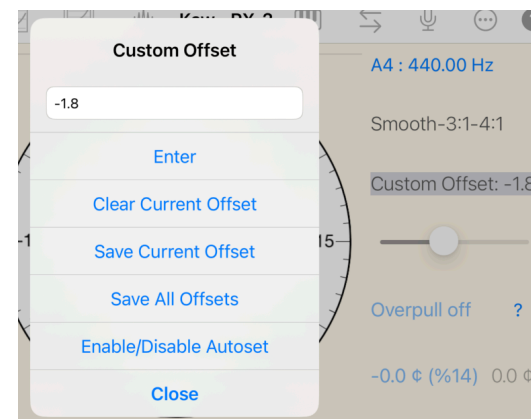 Custom Offset
-1.8
Enter
Clear Current Offset
Save Current Offset
Save All Offsets
Enable/Disable Autoset
Close
A4 : 440.00 Hz
Smooth-3:1-4:1
Custom Offset: -1.8
Overpull off ?
-0.0 ¢ (%14) 0.0 ¢
-1
15